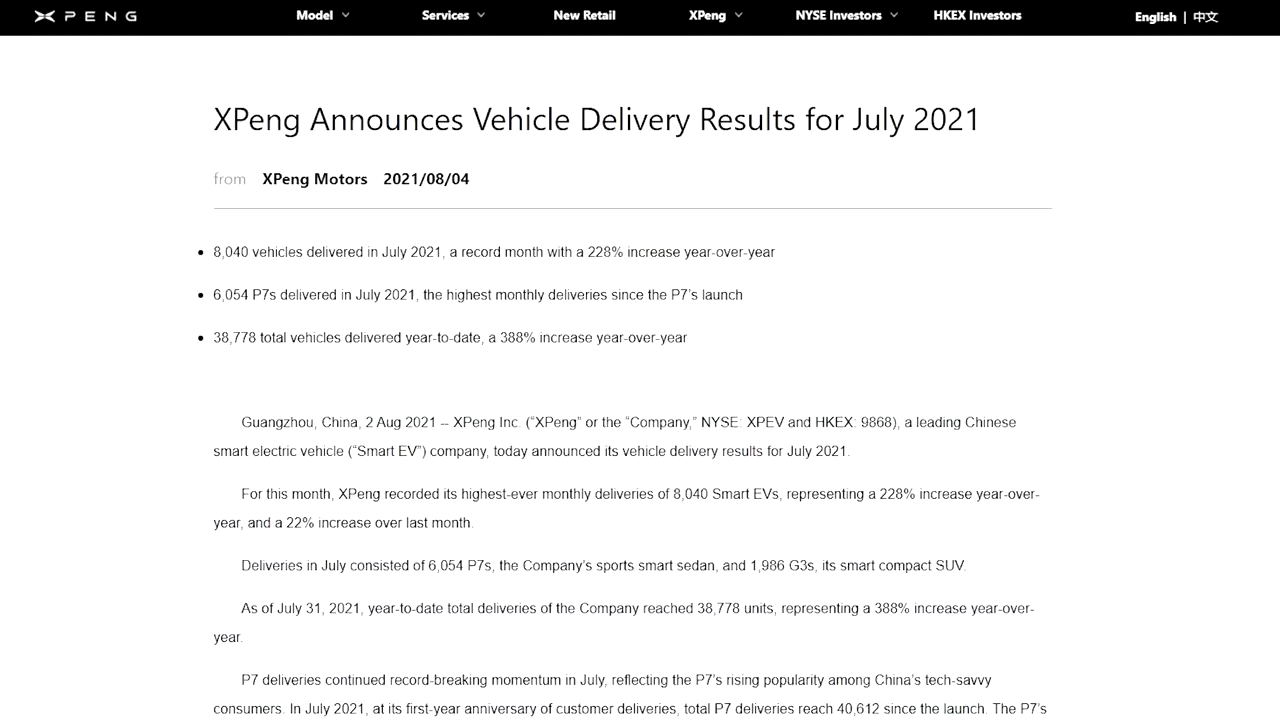 XPENG Model Services New Retail XPeng NYSE Investors HKEX Investors English | 中文
XPeng Announces Vehicle Delivery Results for July 2021
from XPeng Motors 2021/08/04
• 8,040 vehicles delivered in July 2021, a record month with a 228% increase year-over-year
• 6,054 P7s delivered in July 2021, the highest monthly deliveries since the P7’s launch
• 38,778 total vehicles delivered year-to-date, a 388% increase year-over-year
Guangzhou, China, 2 Aug 2021 -- XPeng Inc. (“XPeng” or the “Company,” NYSE: XPEV and HKEX: 9868), a leading Chinese
smart electric vehicle (“Smart EV”) company, today announced its vehicle delivery results for July 2021.
For this month, XPeng recorded its highest-ever monthly deliveries of 8,040 Smart EVs, representing a 228% increase year-over-
year, and a 22% increase over last month.
Deliveries in July consisted of 6,054 P7s, the Company’s sports smart sedan, and 1,986 G3s, its smart compact SUV.
As of July 31, 2021, year-to-date total deliveries of the Company reached 38,778 units, representing a 388% increase year-over-
year.
P7 deliveries continued record-breaking momentum in July, reflecting the P7’s rising popularity among China’s tech-savvy
consumers. In July 2021, at its first-year anniversary of customer deliveries, total P7 deliveries reach 40,612 since the launch. The P7’s